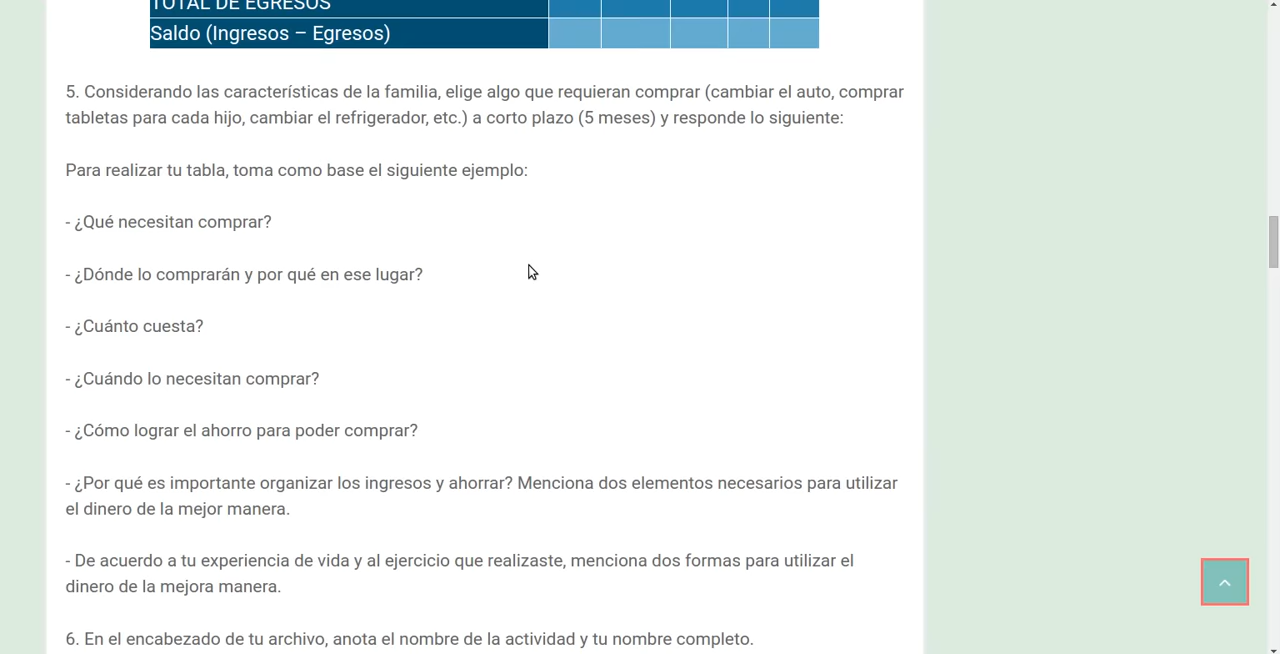 TOTAL DE EGRESOS
Saldo (Ingresos – Egresos)
5. Considerando las características de la familia, elige algo que requieran comprar (cambiar el auto, comprar
tabletas para cada hijo, cambiar el refrigerador, etc.) a corto plazo (5 meses) y responde lo siguiente:
Para realizar tu tabla, toma como base el siguiente ejemplo:
- ¿Qué necesitan comprar?
- ¿Dónde lo comprarán y por qué en ese lugar?
- ¿Cuánto cuesta?
- ¿Cuándo lo necesitan comprar?
- ¿Cómo lograr el ahorro para poder comprar?
- ¿Por qué es importante organizar los ingresos y ahorrar? Menciona dos elementos necesarios para utilizar
el dinero de la mejor manera.
- De acuerdo a tu experiencia de vida y al ejercicio que realizaste, menciona dos formas para utilizar el
dinero de la mejora manera.
6. En el encabezado de tu archivo, anota el nombre de la actividad y tu nombre completo.